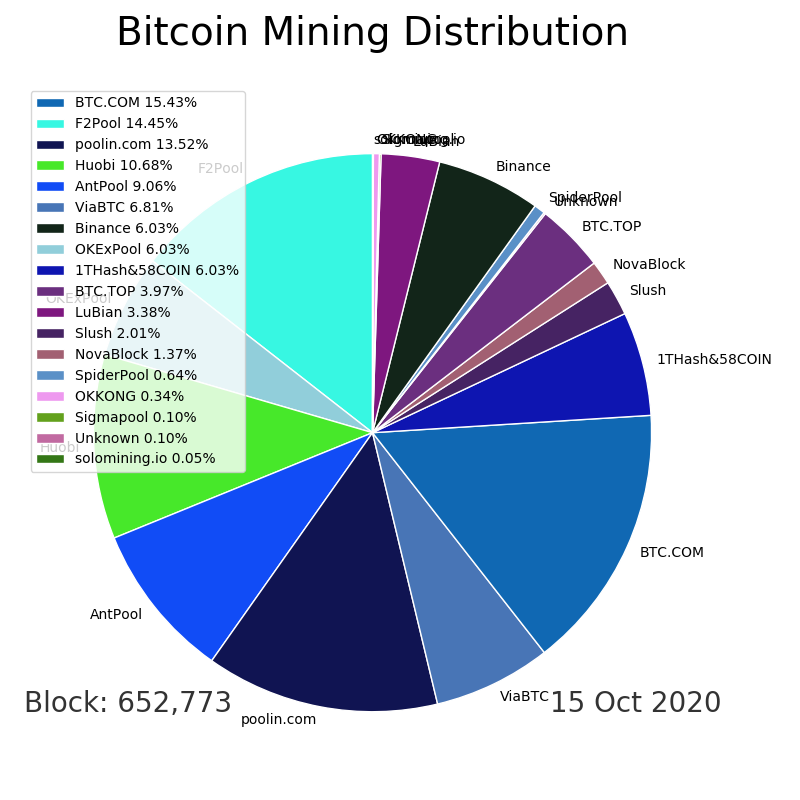 Bitcoin Mining Distribution
BTC.COM 15.43%
F2Pool 14.45%
poolin.com 13.52%
Huobi 10.68%
AntPool 9.06%
ViaBTC 6.81%
Binance 6.03%
OKExPool 6.03%
1THash&58COIN 6.03%
BTC.TOP 3.97%
LuBian 3.38%
Slush 2.01%
NovaBlock 1.37%
SpiderPool 0.64%
OKKONG 0.34%
Sigmapool 0.10%
Unknown 0.10%
solomining.io 0.05%
F2Pool
OKExPool
Huobi
AntPool
poolin.com
ViaBTC
BTC.COM
1THash&58COIN
Slush
NovaBlock
BTC.TOP
Unknown
SpiderPool
Binance
Block: 652,773
15 Oct 2020